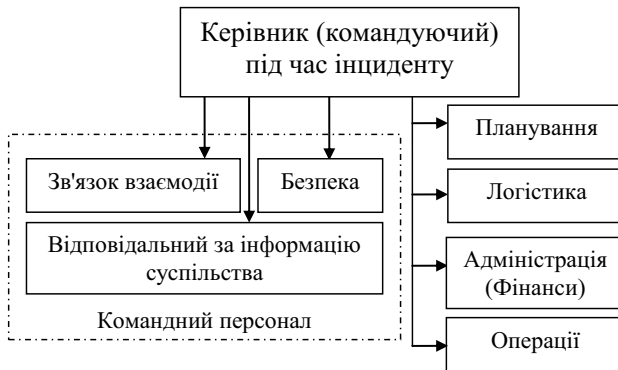 Керівник (командуючий)
під час інциденту
Зв'язок взаємодії
Безпека
Відповідальний за інформацію
суспільства
Командний персонал
Планування
Логістика
Адміністрація
(Фінанси)
Операції